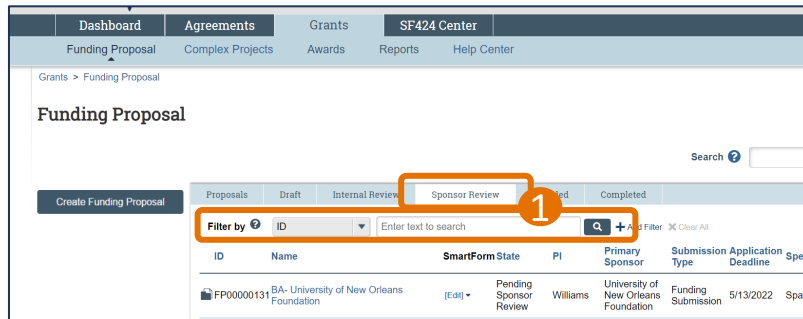 Dashboard Agreements Grants SF424 Center
Funding Proposal Complex Projects Awards Reports Help Center
Grants > Funding Proposal
Funding Proposal
Search ?
Create Funding Proposal
Proposals Draft Internal Review Sponsor Review Completed
1
Filter by ? ID Enter text to search Filter Clear All
ID Name SmartForm State PI Primary Sponsor Submission Type Application Deadline
FP00000131 BA- University of New Orleans Foundation [Edit] Pending Sponsor Review Williams University of New Orleans Foundation Funding Submission 5/13/2022